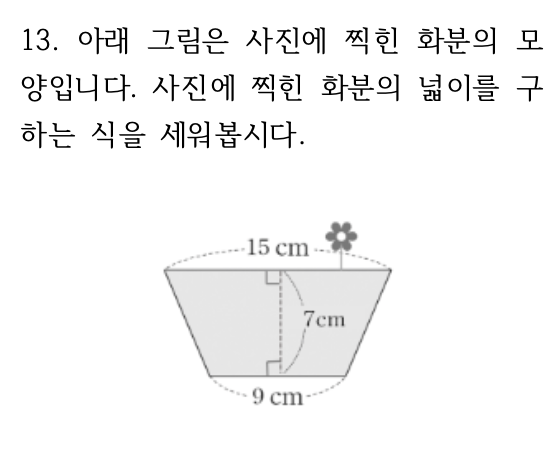 13. 아래 그림은 사진에 찍힌 화분의 모
양입니다. 사진에 찍힌 화분의 넓이를 구
하는 식을 세워봅시다.
15 cm
7cm
9 cm